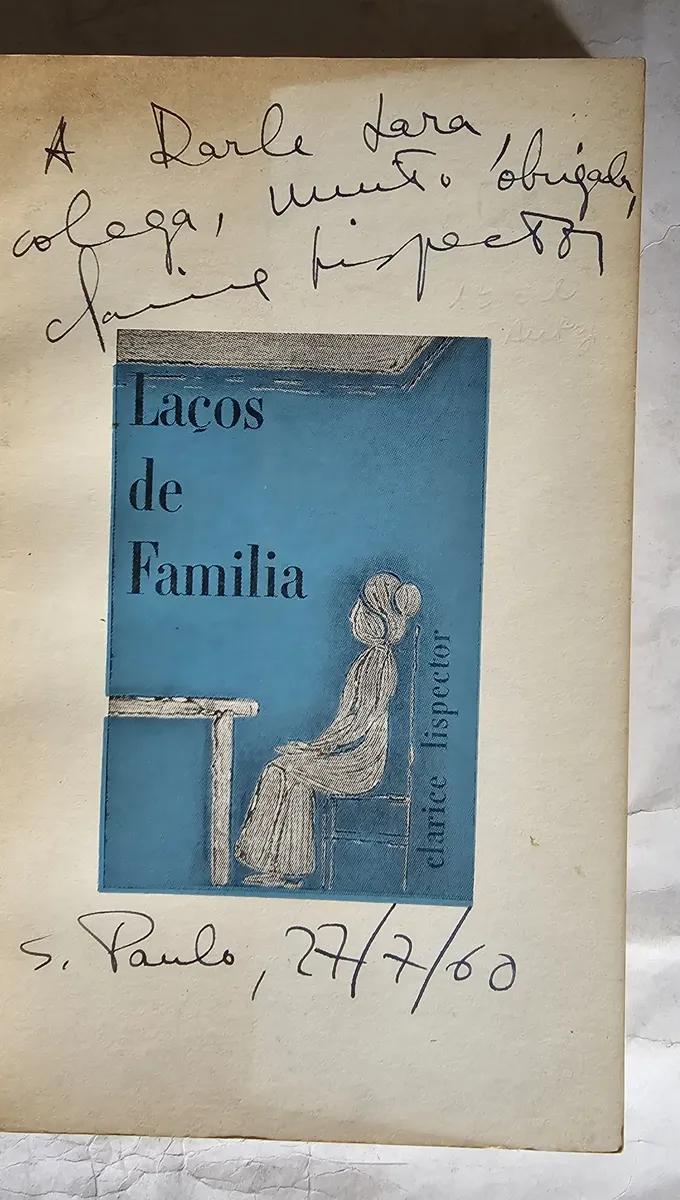 A Darle Lara,
colega, muito obrigada,
Clarice Lispector
Laços
de
Familia
clarice lispector
S. Paulo, 27/7/60